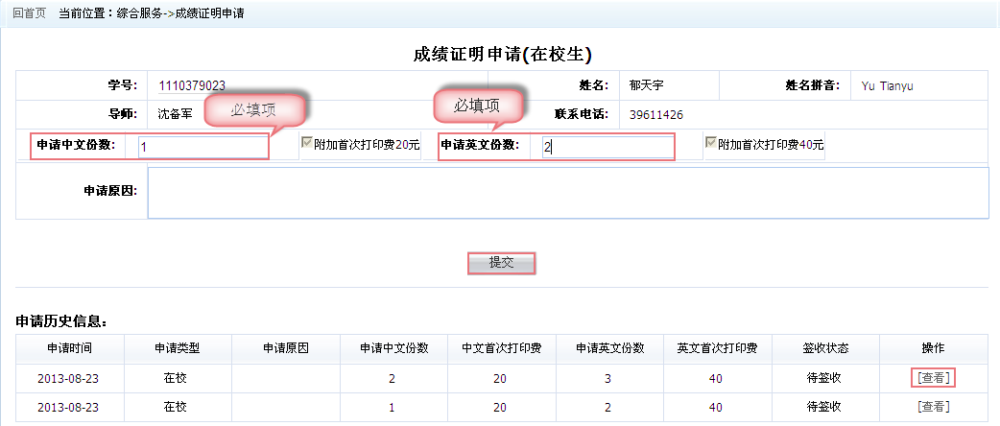 回首页 当前位置：综合服务->成绩证明申请
成绩证明申请(在校生)
学号: 1110379023 姓名: 郁天宇 姓名拼音: Yu Tianyu
导师: 沈备军 必填项 必填项 联系电话: 39611426
申请中文份数: 1 附加首次打印费20元 申请英文份数: 2 附加首次打印费40元
申请原因:
提交
申请历史信息：
申请时间 申请类型 申请原因 申请中文份数 中文首次打印费 申请英文份数 英文首次打印费 签收状态 操作
2013-08-23 在校 2 20 3 40 待签收 [查看]
2013-08-23 在校 1 20 2 40 待签收 [查看]